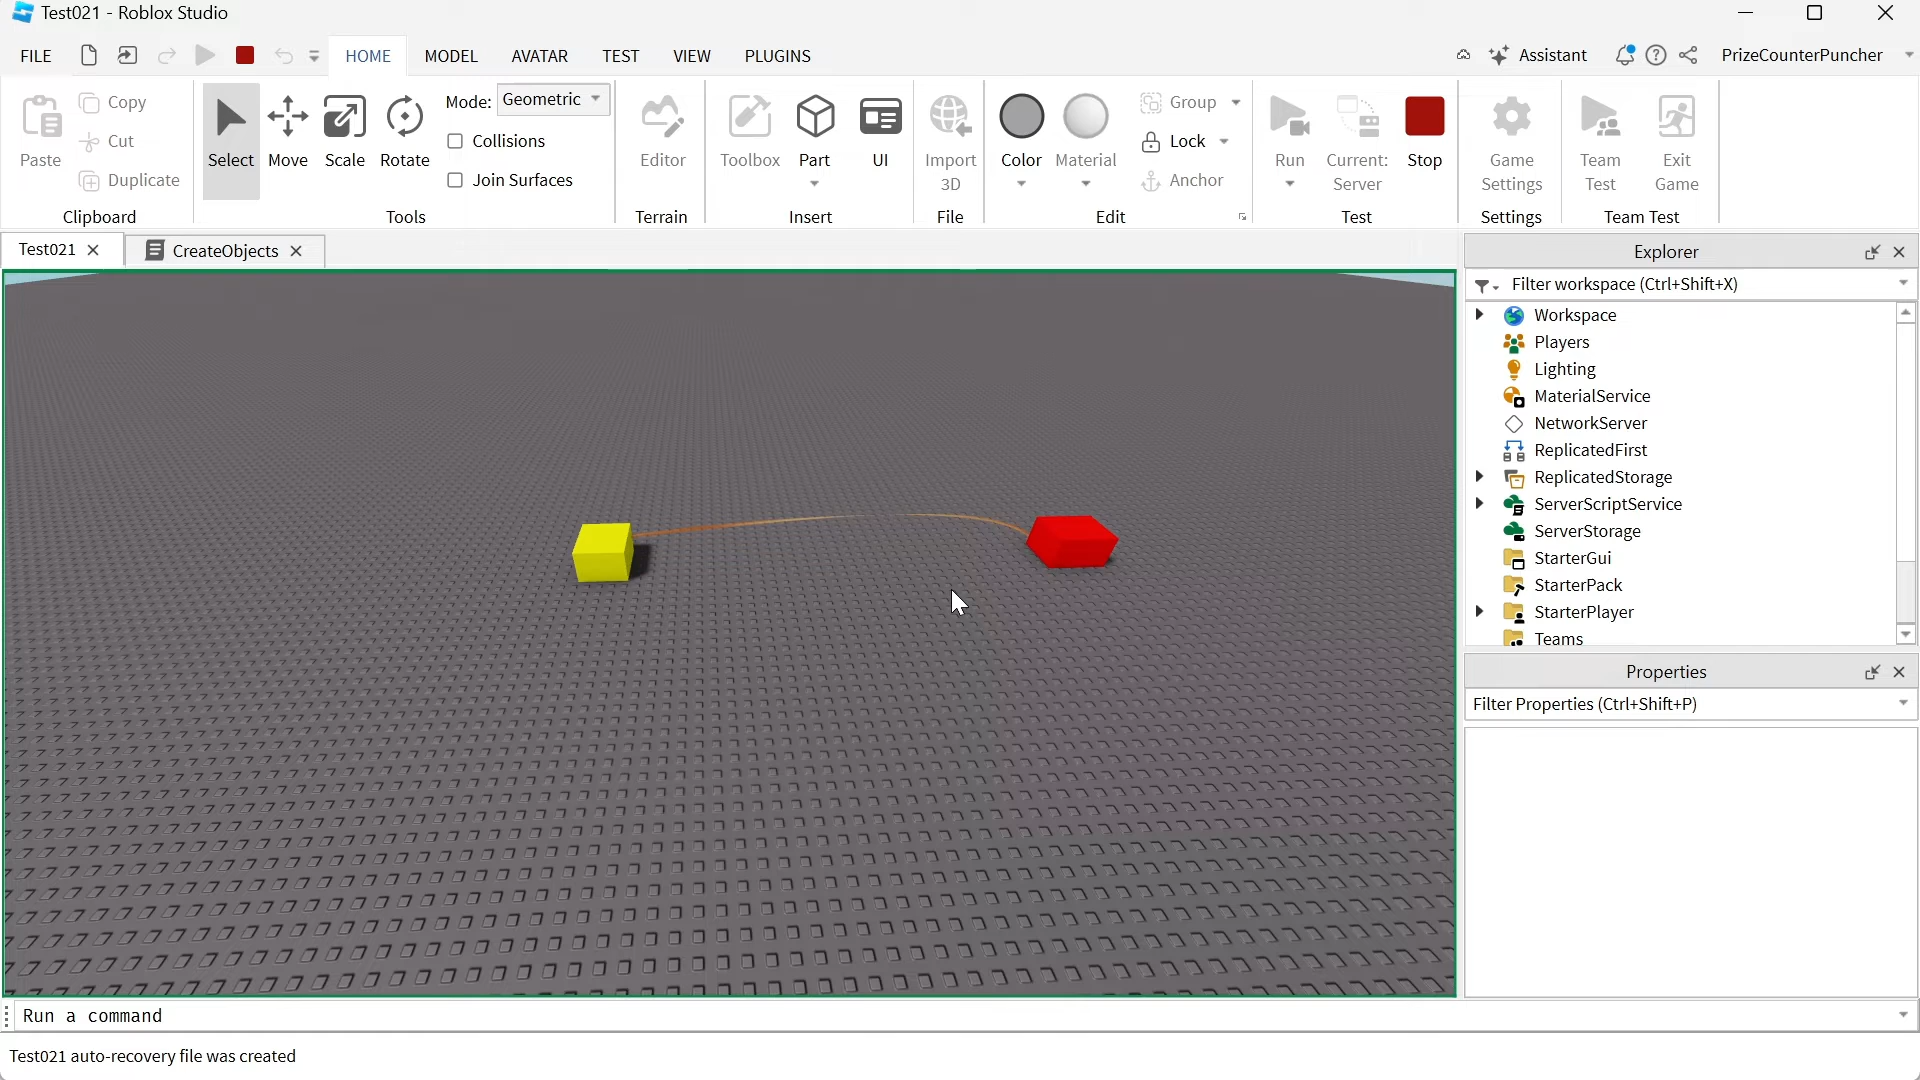 Test021 - Roblox Studio
FILE HOME MODEL AVATAR TEST VIEW PLUGINS Assistant PrizeCounterPuncher
Paste
Copy
Cut
Duplicate
Clipboard
Select
Move
Scale
Rotate
Mode: Geometric
Collisions
Join Surfaces
Tools
Editor
Terrain
Toolbox
Part
UI
Insert
Import
3D
File
Color
Material
Group
Lock
Anchor
Edit
Run
Current:
Server
Stop
Test
Game
Settings
Settings
Team
Test
Exit
Game
Team Test
Test021
CreateObjects
Explorer
Filter workspace (Ctrl+Shift+X)
Workspace
Players
Lighting
MaterialService
NetworkServer
ReplicatedFirst
ReplicatedStorage
ServerScriptService
ServerStorage
StarterGui
StarterPack
StarterPlayer
Teams
Properties
Filter Properties (Ctrl+Shift+P)
Run a command
Test021 auto-recovery file was created